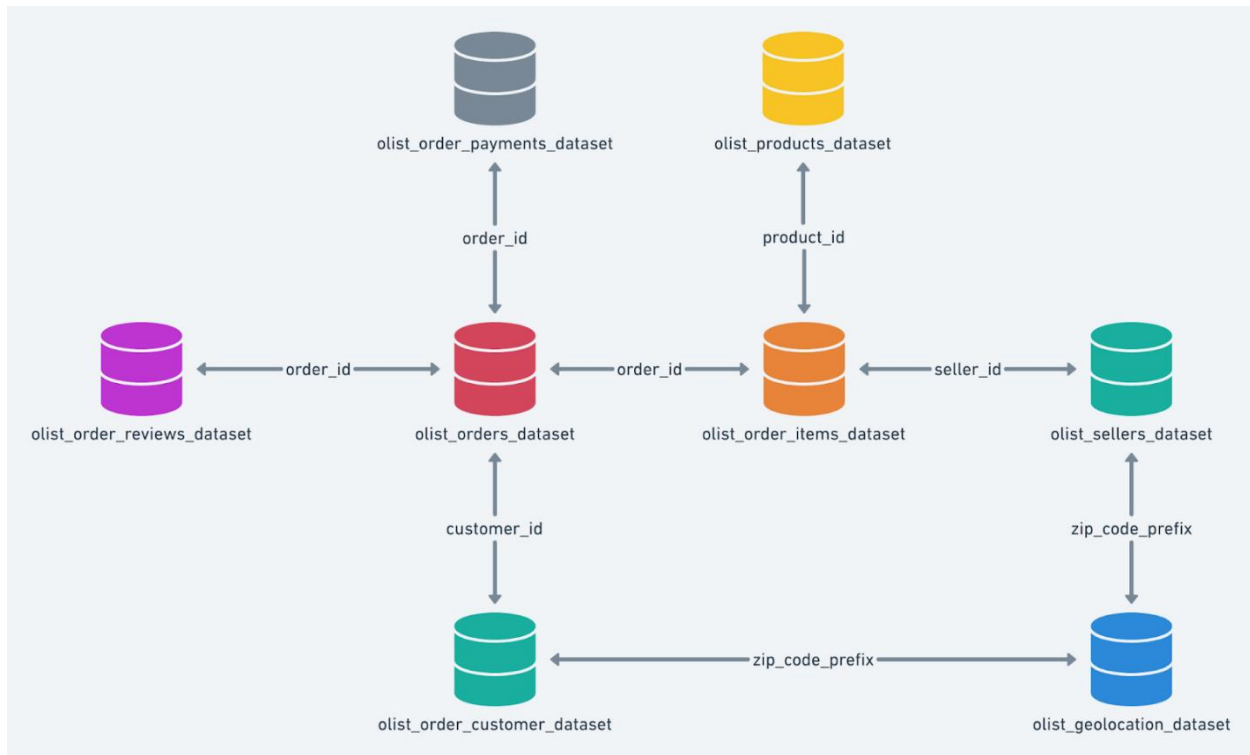 olist_order_payments_dataset
olist_products_dataset
order_id
product_id
order_id
order_id
seller_id
olist_order_reviews_dataset
olist_orders_dataset
olist_order_items_dataset
olist_sellers_dataset
customer_id
zip_code_prefix
zip_code_prefix
olist_order_customer_dataset
olist_geolocation_dataset